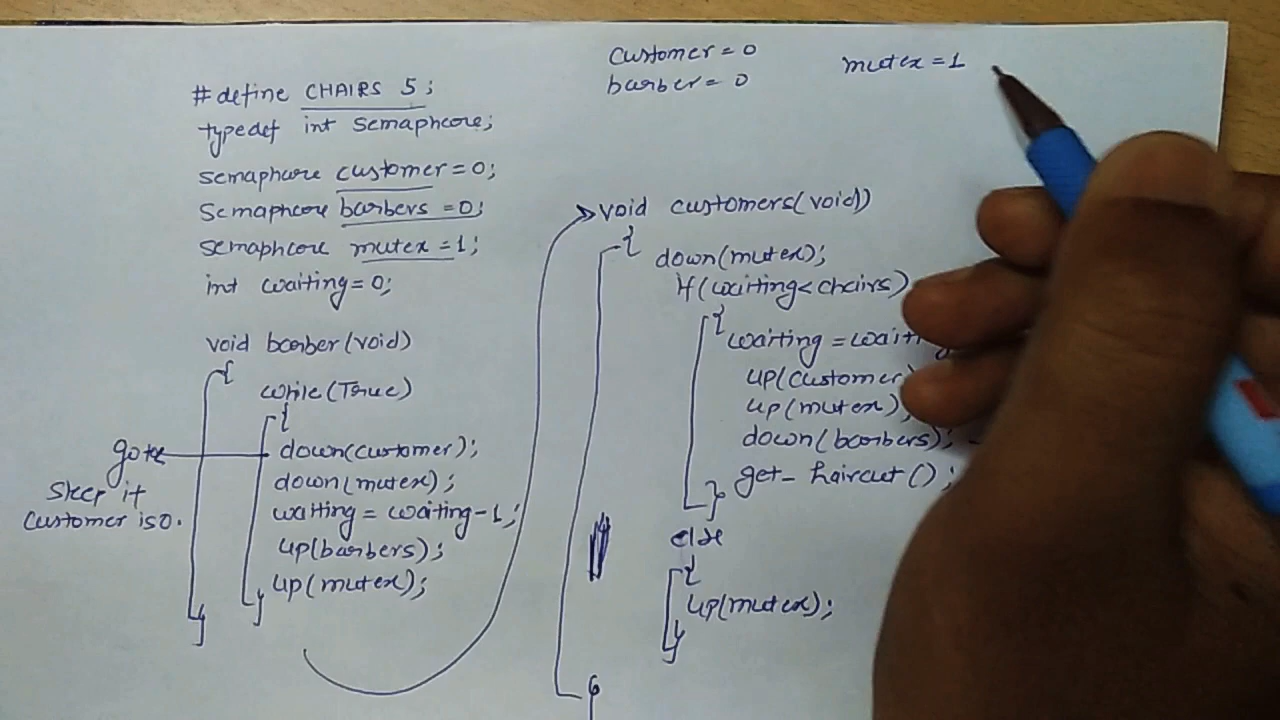 customer = 0
barber = 0
mutex = 1
# define CHAIRS 5;
typedef int semaphore;
semaphore customer = 0;
semaphore barbers = 0;
semaphore mutex = 1;
int waiting = 0;
void barber(void)
{
while(True)
{
down(customer);
down(mutex);
waiting = waiting - 1;
up(barbers);
up(mutex);
}
}
goto
sleep if
customer is 0.
void customers(void)
{
down(mutex);
if(waiting < chairs)
{
waiting =
up(customer)
up(mutex);
down(barbers);
get_haircut();
}
else
{
up(mutex);
}
}